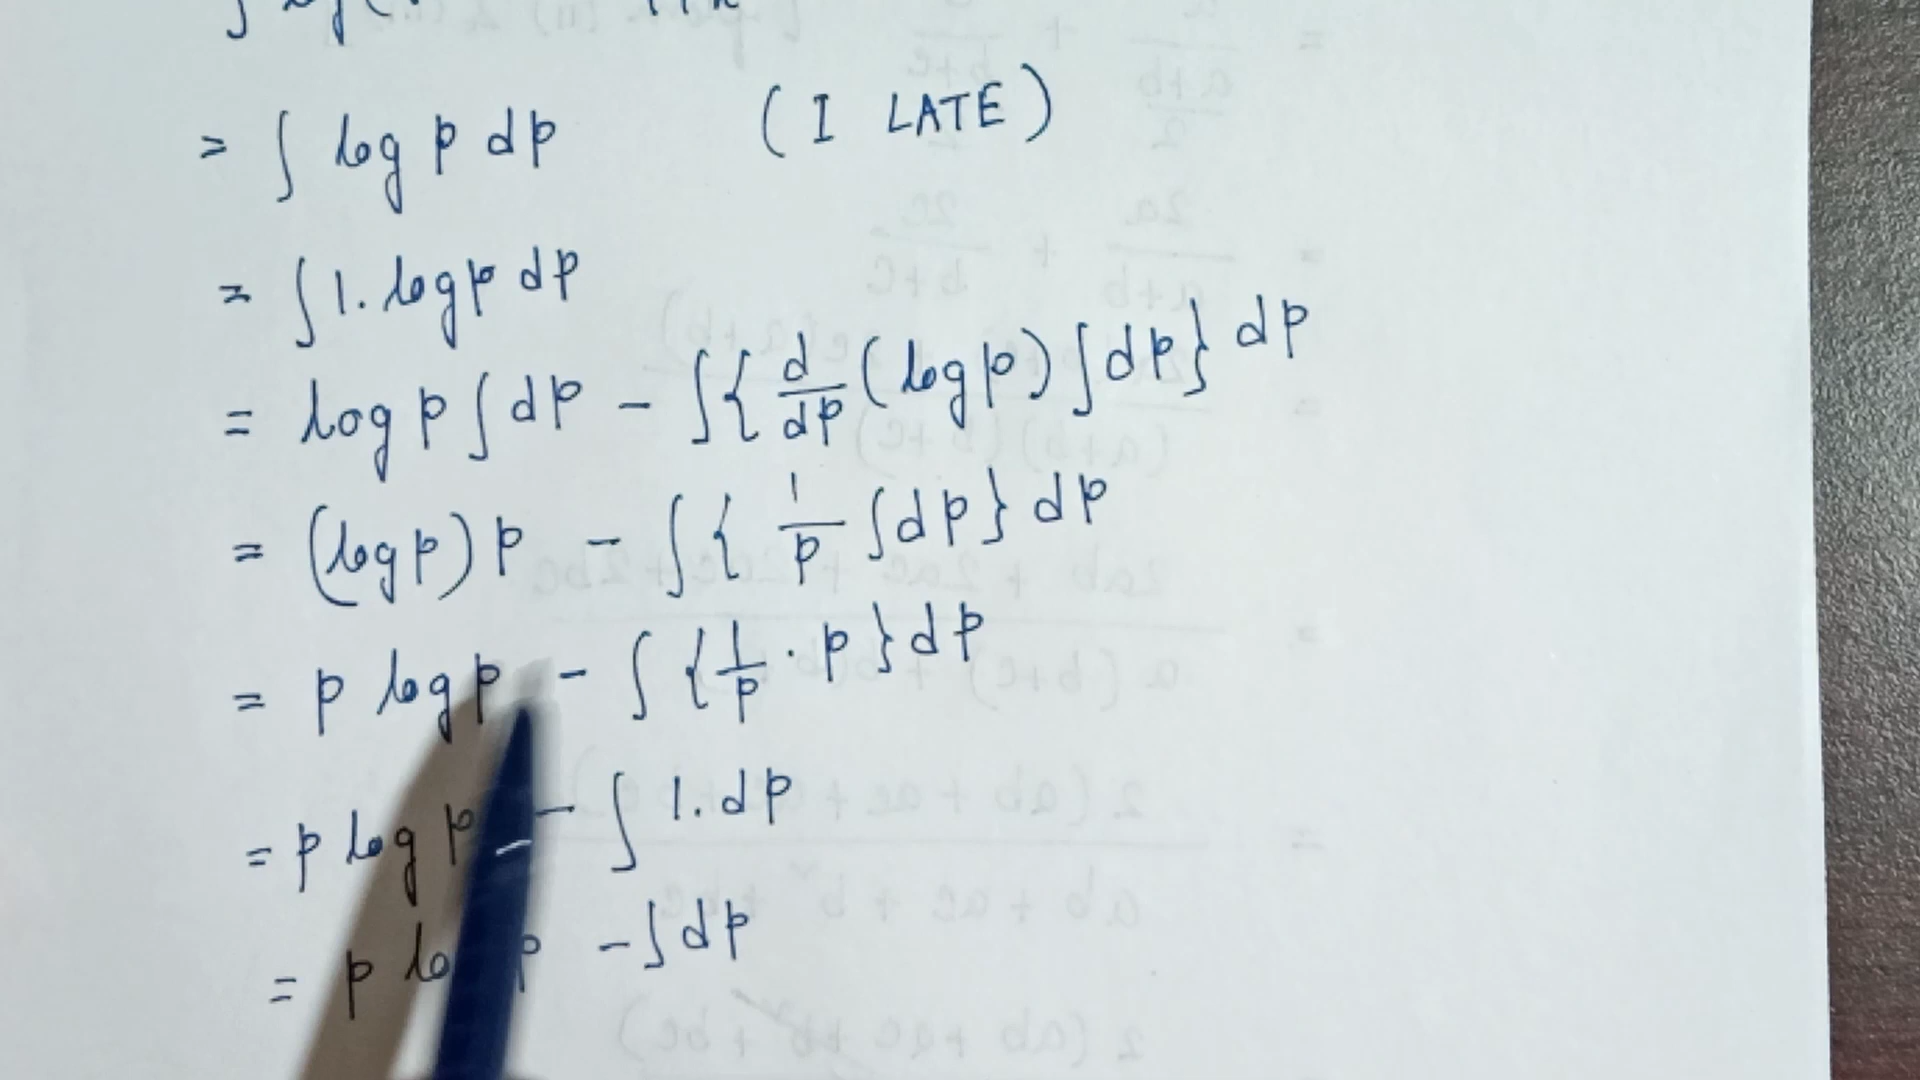 = ∫ log p dp (I LATE)
= ∫ 1. log p dp
= log p ∫ dp - ∫ { d/dp (log p) ∫ dp } dp
= (log p) p - ∫ { 1/p ∫ dp } dp
= p log p - ∫ { 1/p . p } dp
= p log p - ∫ 1. dp
= p p - ∫ dp